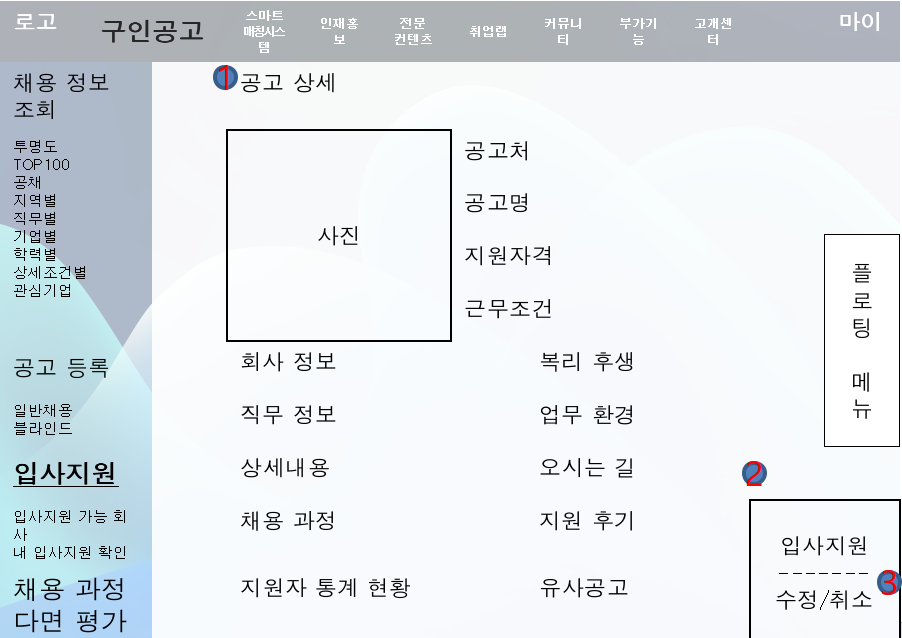 로고
구인공고
스마트
매칭시스
템
인재홍
보
전문
컨텐츠
취업랩
커뮤니
티
부가기
능
고개센
터
마이
채용 정보
조회
투명도
TOP100
공채
지역별
직무별
기업별
학력별
상세조건별
관심기업
공고 등록
일반채용
블라인드
입사지원
입사지원 가능 회
사
내 입사지원 확인
채용 과정
다면 평가
1
공고 상세
사진
공고처
공고명
지원자격
근무조건
회사 정보
복리 후생
직무 정보
업무 환경
상세내용
오시는 길
채용 과정
지원 후기
지원자 통계 현황
유사공고
플
로
팅
메
뉴
2
입사지원
-------
3
수정/취소